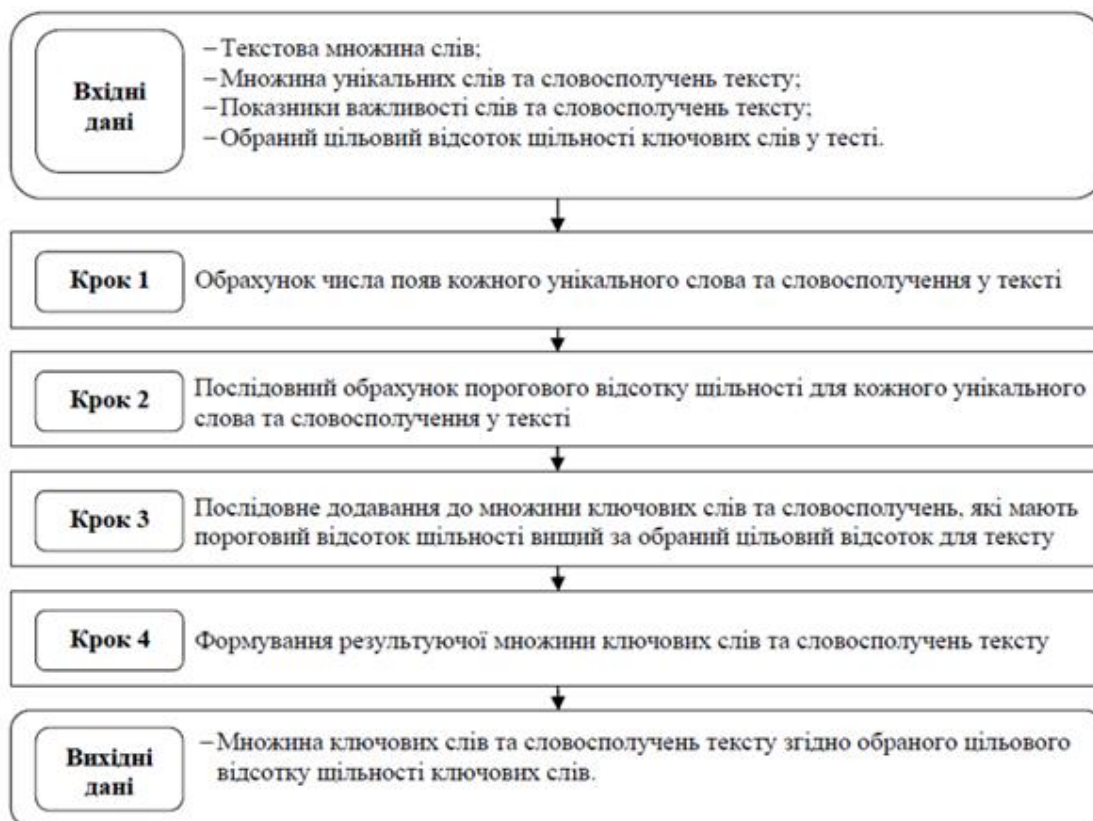 Вхідні
дані
–Текстова множина слів;
–Множина унікальних слів та словосполучень тексту;
–Показники важливості слів та словосполучень тексту;
–Обраний цільовий відсоток щільності ключових слів у тесті.
Крок 1
Обрахунок числа появ кожного унікального слова та словосполучення у тексті
Крок 2
Послідовний обрахунок порогового відсотку щільності для кожного унікального
слова та словосполучення у тексті
Крок 3
Послідовне додавання до множини ключових слів та словосполучень, які мають
пороговий відсоток щільності вищий за обраний цільовий відсоток для тексту
Крок 4
Формування результуючої множини ключових слів та словосполучень тексту
Вихідні
дані
–Множина ключових слів та словосполучень тексту згідно обраного цільового
відсотку щільності ключових слів.